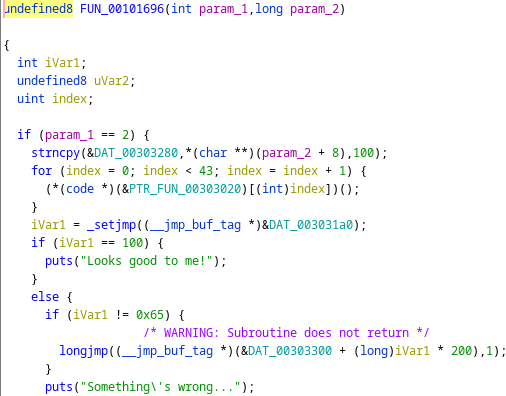 undefined8 FUN_00101696(int param_1,long param_2)
{
int iVar1;
undefined8 uVar2;
uint index;
if (param_1 == 2) {
strncpy(&DAT_00303280,*(char **)(param_2 + 8),100);
for (index = 0; index < 43; index = index + 1) {
(*(code *)(&PTR_FUN_00303020)[(int)index])();
}
iVar1 = _setjmp((__jmp_buf_tag *)&DAT_003031a0);
if (iVar1 == 100) {
puts("Looks good to me!");
}
else {
if (iVar1 != 0x65) {
/* WARNING: Subroutine does not return */
longjmp((__jmp_buf_tag *)(&DAT_00303300 + (long)iVar1 * 200),1);
}
puts("Something\'s wrong...");